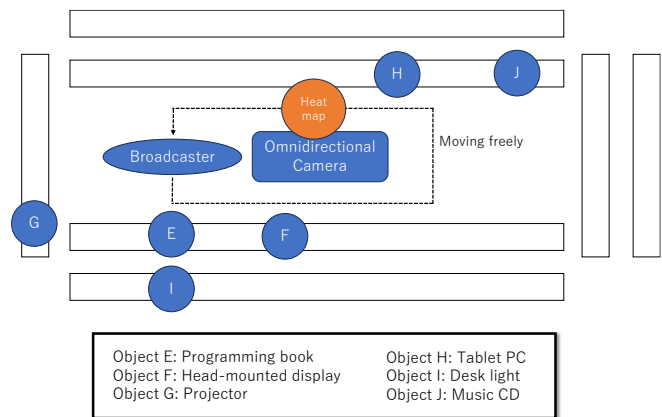 H
J
Heat
map
Moving freely
Broadcaster
Omnidirectional
Camera
G
E
F
I
Object E: Programming book
Object F: Head-mounted display
Object G: Projector
Object H: Tablet PC
Object I: Desk light
Object J: Music CD